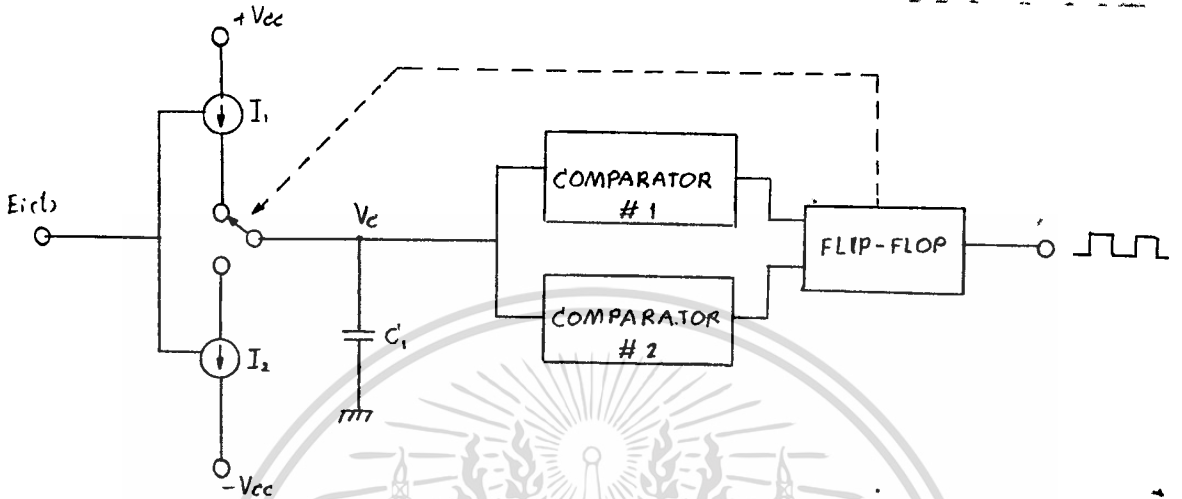 +Vcc
I₁
Ei(t)
Vc
COMPARATOR
# 1
FLIP-FLOP
COMPARATOR
# 2
C₁
I₂
-Vcc